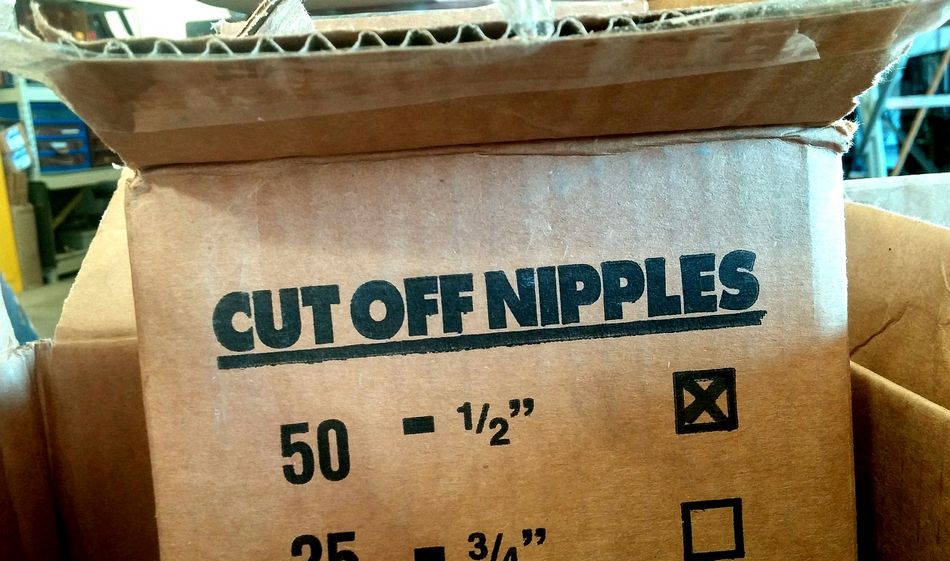 CUT OFF NIPPLES
50 - 1/2”
25 - 3/4”